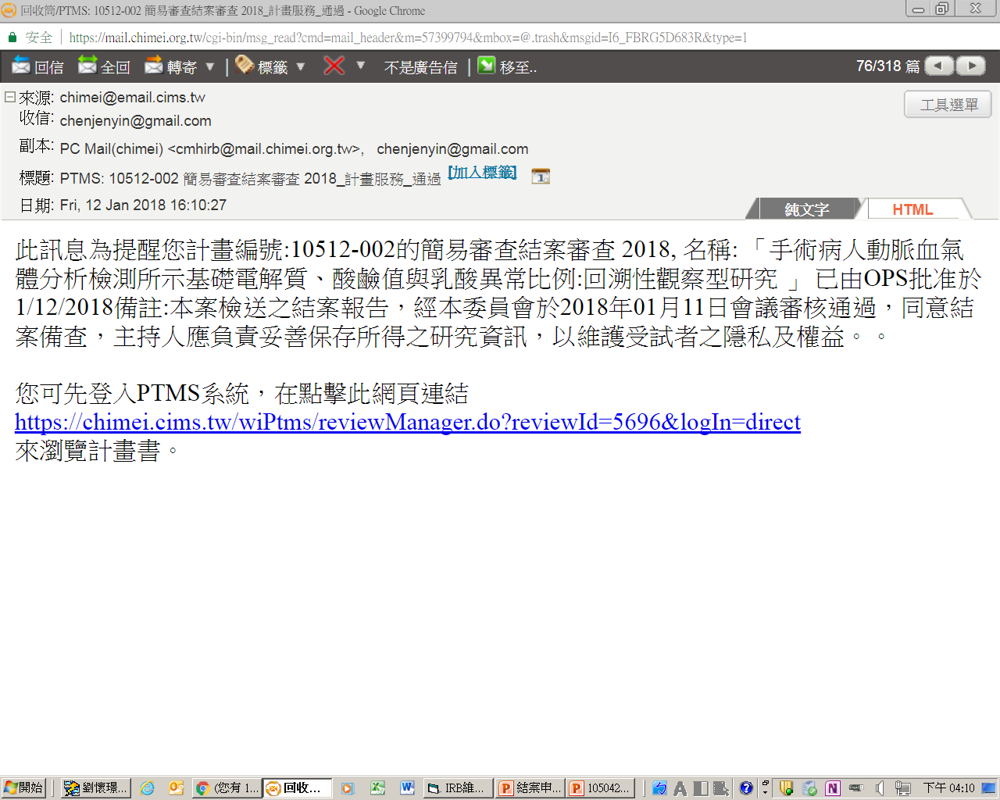 回收筒/PTMS: 10512-002 簡易審查結案審查 2018_計畫服務_通過 - Google Chrome
安全 https://mail.chimei.org.tw/cgi-bin/msg_read?cmd=mail_header&m=57399794&mbox=@.trash&msgid=I6_FBRG5D683R&type=1
回信 全回 轉寄 標籤 不是廣告信 移至.. 76/318 篇
來源: chimei@email.cims.tw 工具選單
收信: chenjenyin@gmail.com
副本: PC Mail(chimei) <cmhirb@mail.chimei.org.tw>, chenjenyin@gmail.com
標題: PTMS: 10512-002 簡易審查結案審查 2018_計畫服務_通過 [加入標籤]
日期: Fri, 12 Jan 2018 16:10:27 純文字 HTML
此訊息為提醒您計畫編號:10512-002的簡易審查結案審查 2018, 名稱: 「手術病人動脈血氣
體分析檢測所示基礎電解質、酸鹼值與乳酸異常比例:回溯性觀察型研究 」 已由OPS批准於
1/12/2018備註:本案檢送之結案報告，經本委員會於2018年01月11日會議審核通過，同意結
案備查，主持人應負責妥善保存所得之研究資訊，以維護受試者之隱私及權益。。
您可先登入PTMS系統，在點擊此網頁連結
https://chimei.cims.tw/wiPtms/reviewManager.do?reviewId=5696&logIn=direct
來瀏覽計畫書。
開始 劉懷璟... (您有 1... 回收... IRB維... 結案申... 105042... 下午 04:10